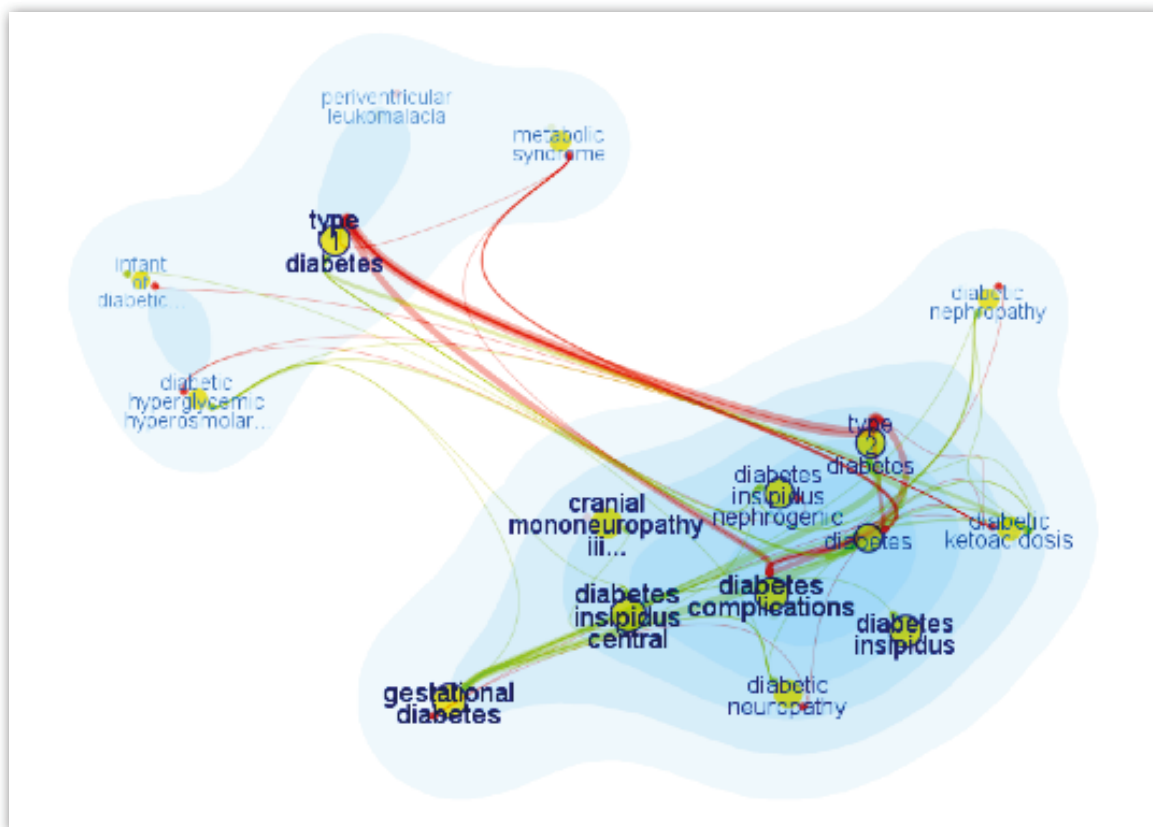 periventricular
leukomalacia
metabolic
syndrome
type
1
diabetes
infant
of
diabetic...
diabetic
nephropathy
diabetic
hyperglycemic
hyperosmolar...
type
2
diabetes
diabetes
insipidus
nephrogenic
cranial
mononeuropathy
iii...
diabetes
diabetic
ketoacidosis
diabetes
complications
diabetes
insipidus
central
diabetes
insipidus
diabetic
neuropathy
gestational
diabetes